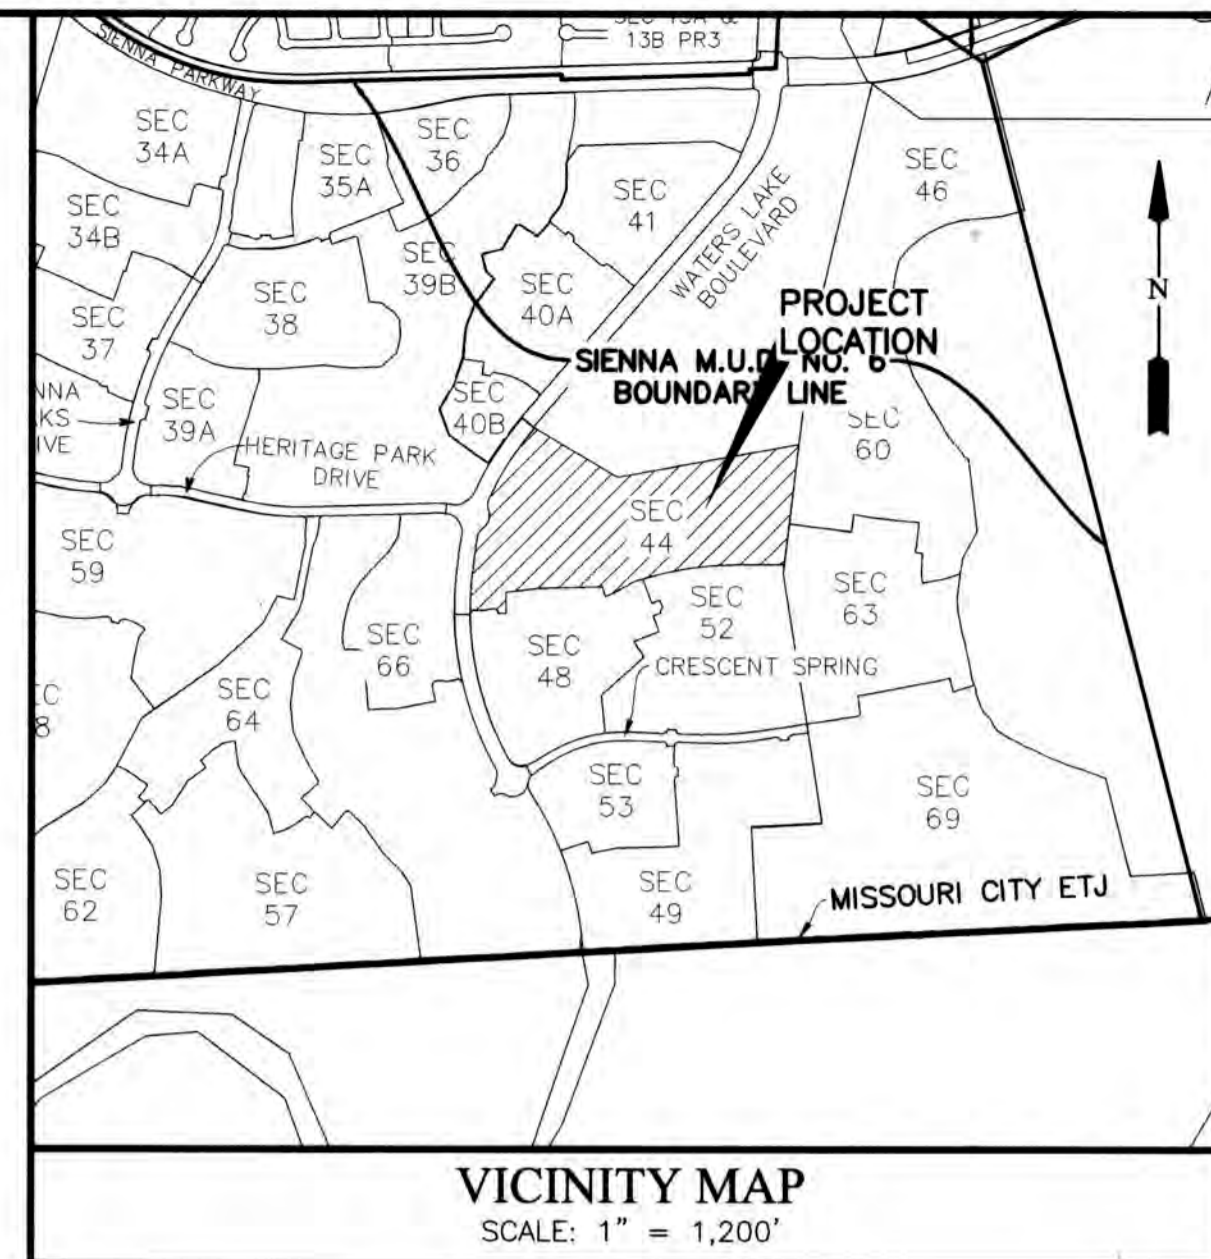 13B PR3
SIENNA PARKWAY
SEC
34A
SEC
35A
SEC
36
SEC
41
SEC
46
SEC
34B
SEC
37
SEC
38
SEC
39B
SEC
40A
WATERS LAKE
BOULEVARD
N
PROJECT
LOCATION
SIENNA M.U.D. NO. 6
BOUNDARY LINE
SEC
39A
SEC
40B
SEC
60
HERITAGE PARK
DRIVE
SEC
44
SEC
59
SEC
63
SEC
52
SEC
66
SEC
48
CRESCENT SPRING
SEC
64
SEC
53
SEC
69
SEC
62
SEC
57
SEC
49
MISSOURI CITY ETJ
VICINITY MAP
SCALE: 1" = 1,200'